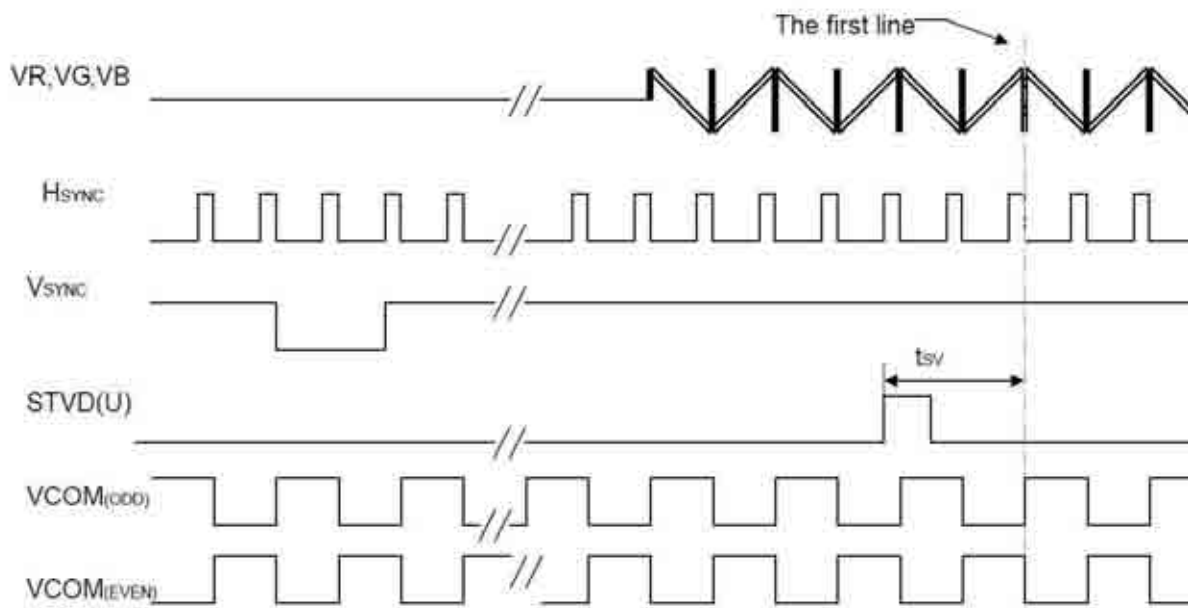 The first line
VR,VG,VB
HSYNC
VSYNC
tSV
STVD(U)
VCOM(ODD)
VCOM(EVEN)